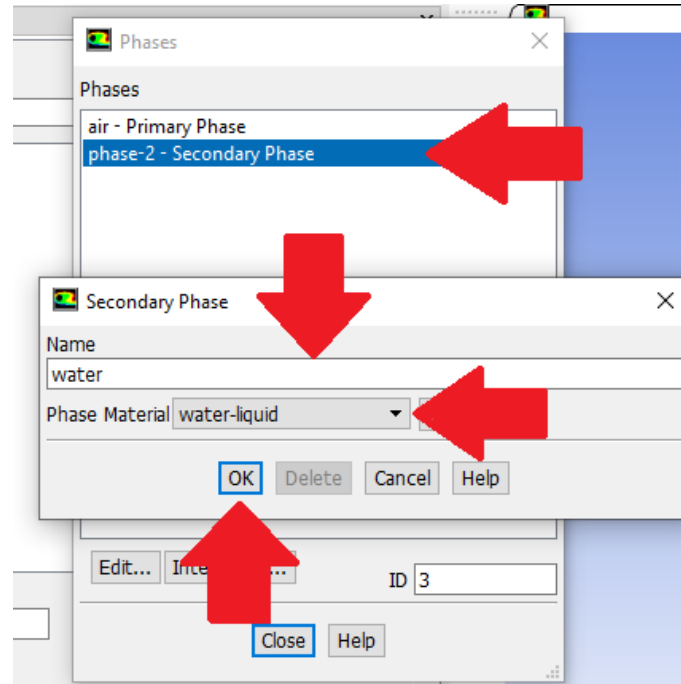 Phases
Phases
air - Primary Phase
phase-2 - Secondary Phase
Secondary Phase
Name
water
Phase Material water-liquid
OK Delete Cancel Help
Edit... ID 3
Close Help